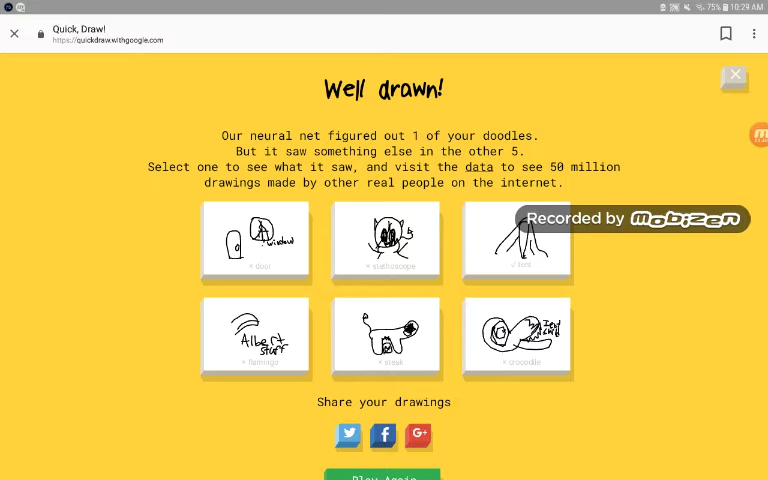 10:29 AM
75%
Quick, Draw!
https://quickdraw.withgoogle.com
Well drawn!
Our neural net figured out 1 of your doodles.
But it saw something else in the other 5.
Select one to see what it saw, and visit the data to see 50 million
drawings made by other real people on the internet.
Recorded by mobizen
window
× door
× stethoscope
√ tent
Albert
stuff
× flamingo
× steak
× crocodile
Share your drawings
G+
Play Again